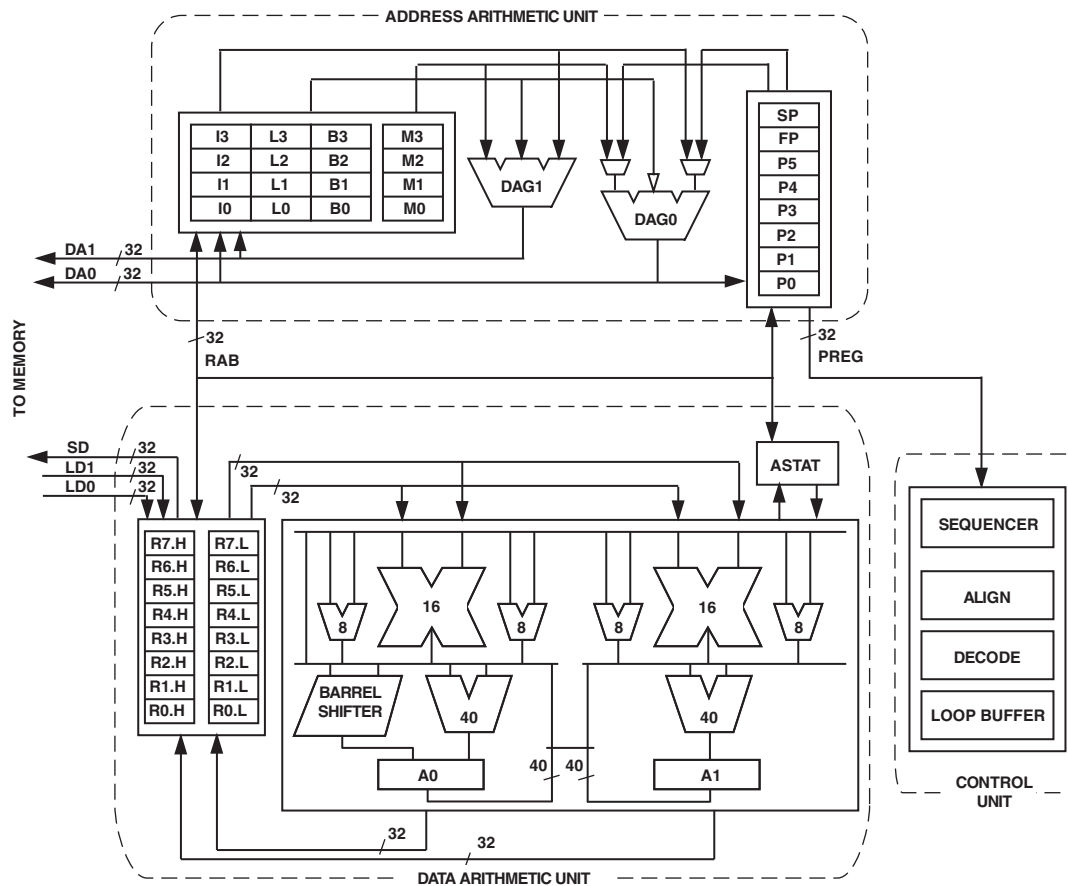 ADDRESS ARITHMETIC UNIT
I3 L3 B3 M3
I2 L2 B2 M2
I1 L1 B1 M1
I0 L0 B0 M0
DAG1
DAG0
SP
FP
P5
P4
P3
P2
P1
P0
DA1 32
DA0 32
TO MEMORY
32
RAB
32
PREG
SD 32
LD1 32
LD0 32
32
32
ASTAT
R7.H R7.L
R6.H R6.L
R5.H R5.L
R4.H R4.L
R3.H R3.L
R2.H R2.L
R1.H R1.L
R0.H R0.L
16
8
8
16
8
8
BARREL
SHIFTER
40
40
A0
40
40
A1
32
32
DATA ARITHMETIC UNIT
SEQUENCER
ALIGN
DECODE
LOOP BUFFER
CONTROL
UNIT